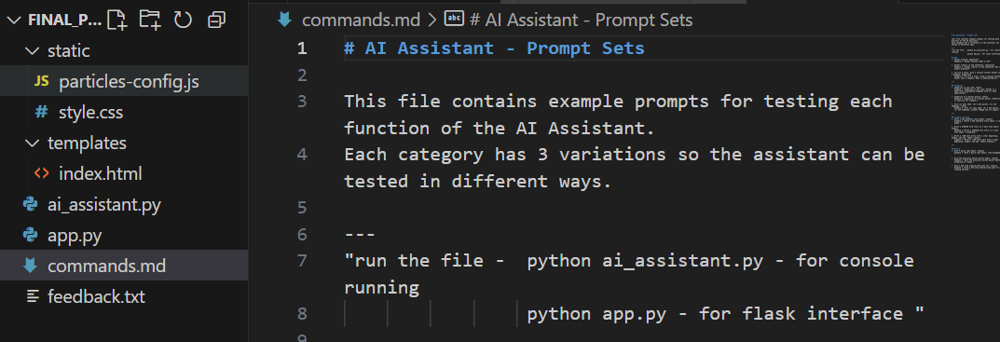 FINAL_P...
static
JS particles-config.js
# style.css
templates
<> index.html
ai_assistant.py
app.py
commands.md
feedback.txt
commands.md > abc # AI Assistant - Prompt Sets
1 # AI Assistant - Prompt Sets
2
3 This file contains example prompts for testing each
function of the AI Assistant.
4 Each category has 3 variations so the assistant can be
tested in different ways.
5
6 ---
7 "run the file -  python ai_assistant.py - for console
running
8 python app.py - for flask interface "
9